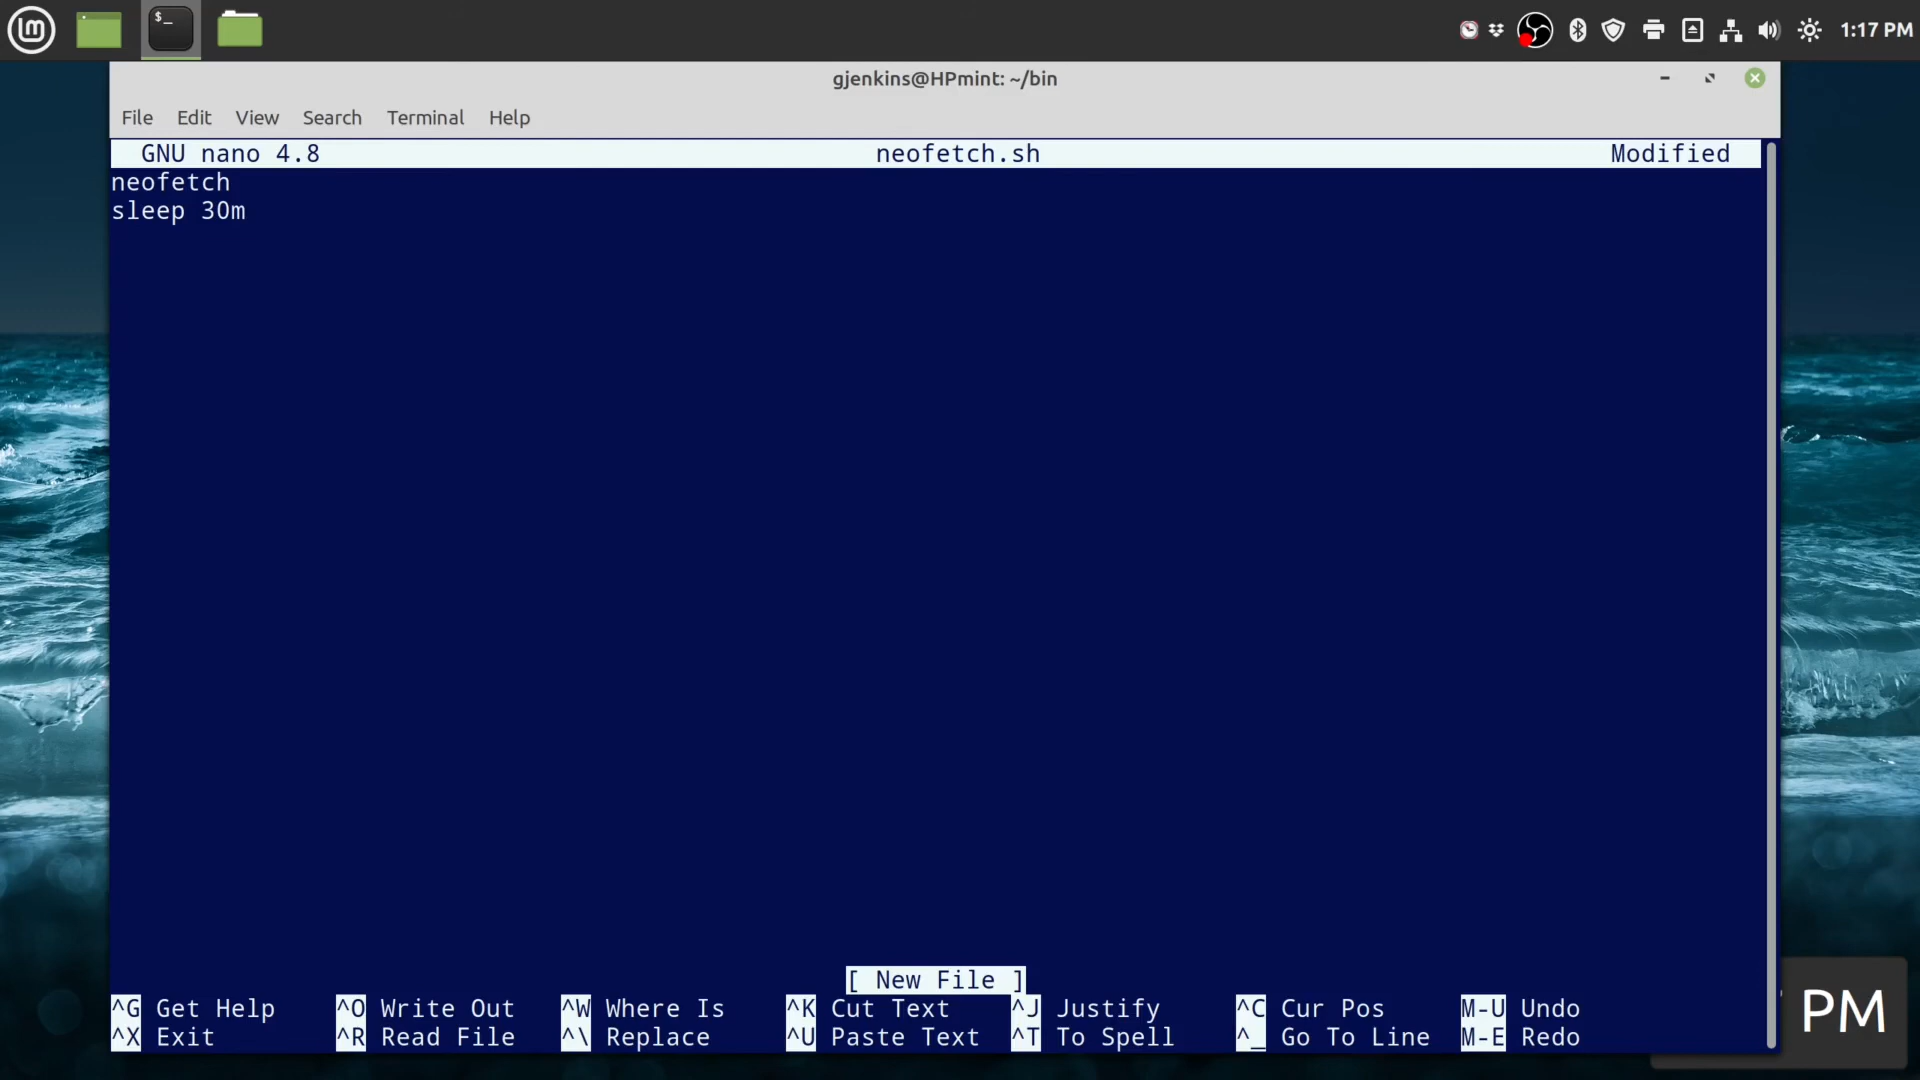 $_
1:17 PM
gjenkins@HPmint: ~/bin
File Edit View Search Terminal Help
GNU nano 4.8 neofetch.sh Modified
neofetch
sleep 30m
[ New File ]
^G Get Help ^O Write Out ^W Where Is ^K Cut Text ^J Justify ^C Cur Pos M-U Undo
^X Exit ^R Read File ^\ Replace ^U Paste Text ^T To Spell ^_ Go To Line M-E Redo
PM